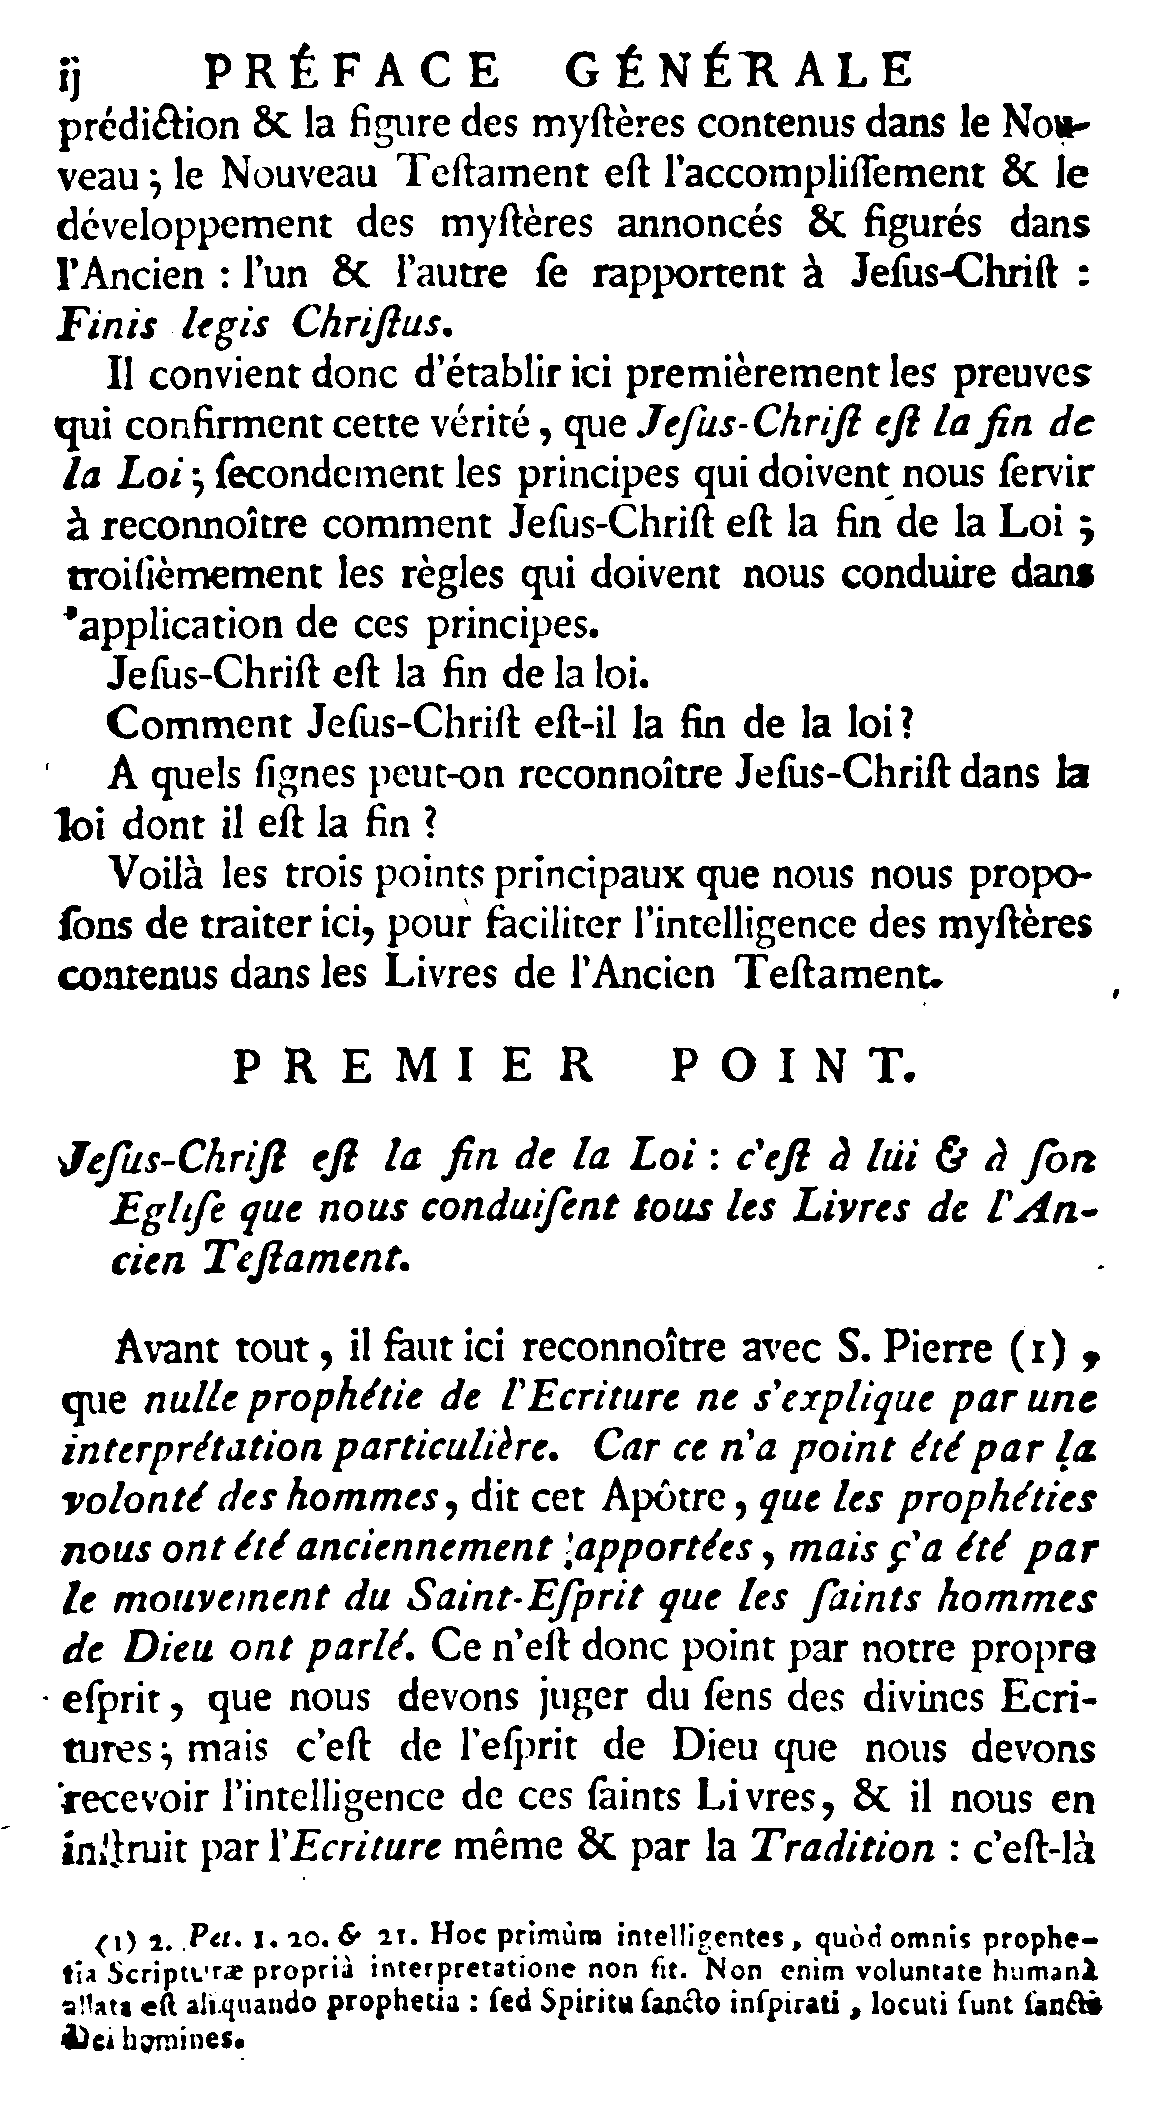 ij PRÉFACE GÉNÉRALE
prédiction & la figure des myſtères contenus dans le Nou-
veau ; le Nouveau Teſtament eſt l'accompliſſement & le
développement des myſtères annoncés & figurés dans
l'Ancien : l'un & l'autre ſe rapportent à Jeſus-Chriſt :
Finis legis Chriſtus.
Il convient donc d'établir ici premièrement les preuves
qui confirment cette vérité, que Jeſus-Chriſt eſt la fin de
la Loi ; ſecondement les principes qui doivent nous ſervir
à reconnoître comment Jeſus-Chriſt eſt la fin de la Loi ;
troiſièmement les règles qui doivent nous conduire dans
'application de ces principes.
Jeſus-Chriſt eſt la fin de la loi.
Comment Jeſus-Chriſt eſt-il la fin de la loi ?
A quels ſignes peut-on reconnoître Jeſus-Chriſt dans la
loi dont il eſt la fin ?
Voilà les trois points principaux que nous nous propo-
ſons de traiter ici, pour faciliter l'intelligence des myſtères
contenus dans les Livres de l'Ancien Teſtament.
PREMIER POINT.
Jeſus-Chriſt eſt la fin de la Loi : c'eſt à lui & à ſon
Egliſe que nous conduiſent tous les Livres de l'An-
cien Teſtament.
Avant tout, il faut ici reconnoître avec S. Pierre (1),
que nulle prophétie de l'Ecriture ne s'explique par une
interprétation particulière. Car ce n'a point été par la
volonté des hommes, dit cet Apôtre, que les prophéties
nous ont été anciennement apportées, mais ç'a été par
le mouvement du Saint-Eſprit que les ſaints hommes
de Dieu ont parlé. Ce n'eſt donc point par notre propre
eſprit, que nous devons juger du ſens des divines Ecri-
tures ; mais c'eſt de l'eſprit de Dieu que nous devons
recevoir l'intelligence de ces ſaints Livres, & il nous en
inſtruit par l'Ecriture même & par la Tradition : c'eſt-là
(1) 2. Pet. 1. 20. & 21. Hoc primùm intelligentes, quòd omnis prophe-
tia Scripturæ propriâ interpretatione non fit. Non enim voluntate humanâ
allata eſt aliquando prophetia : ſed Spiritu ſancto inſpirati, locuti ſunt ſancti
Dei homines.